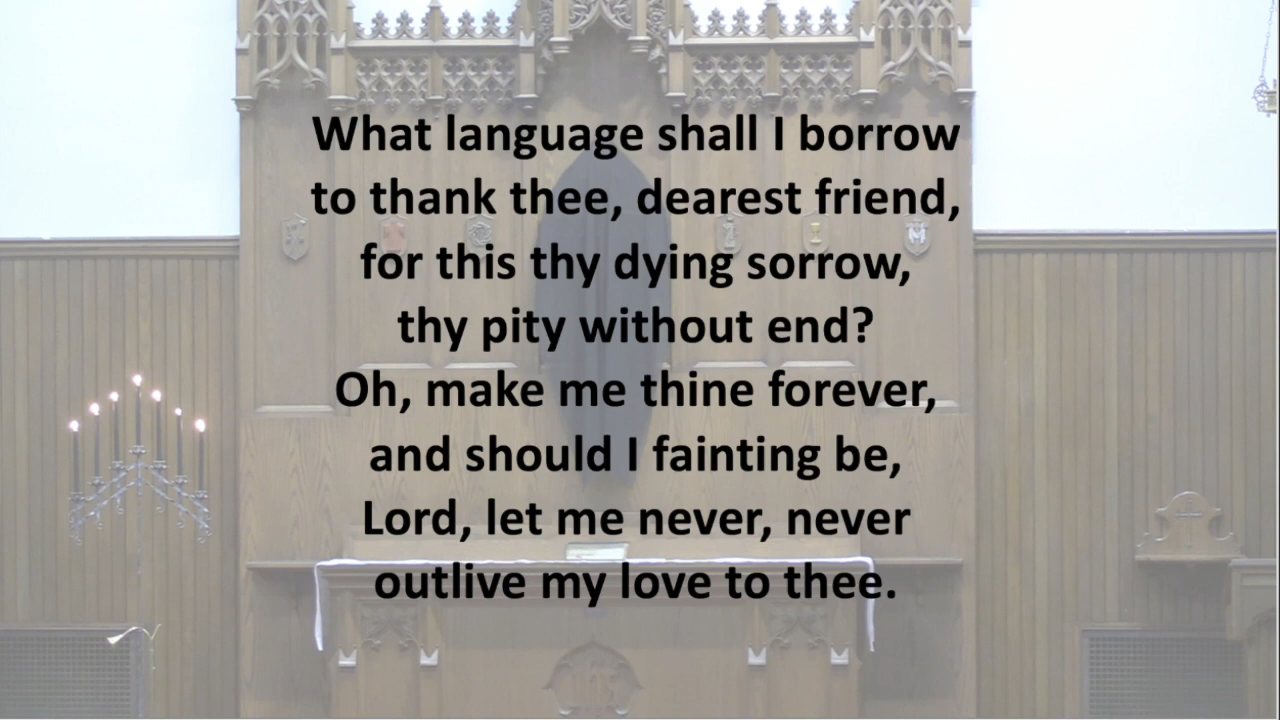 What language shall I borrow
to thank thee, dearest friend,
for this thy dying sorrow,
thy pity without end?
Oh, make me thine forever,
and should I fainting be,
Lord, let me never, never
outlive my love to thee.